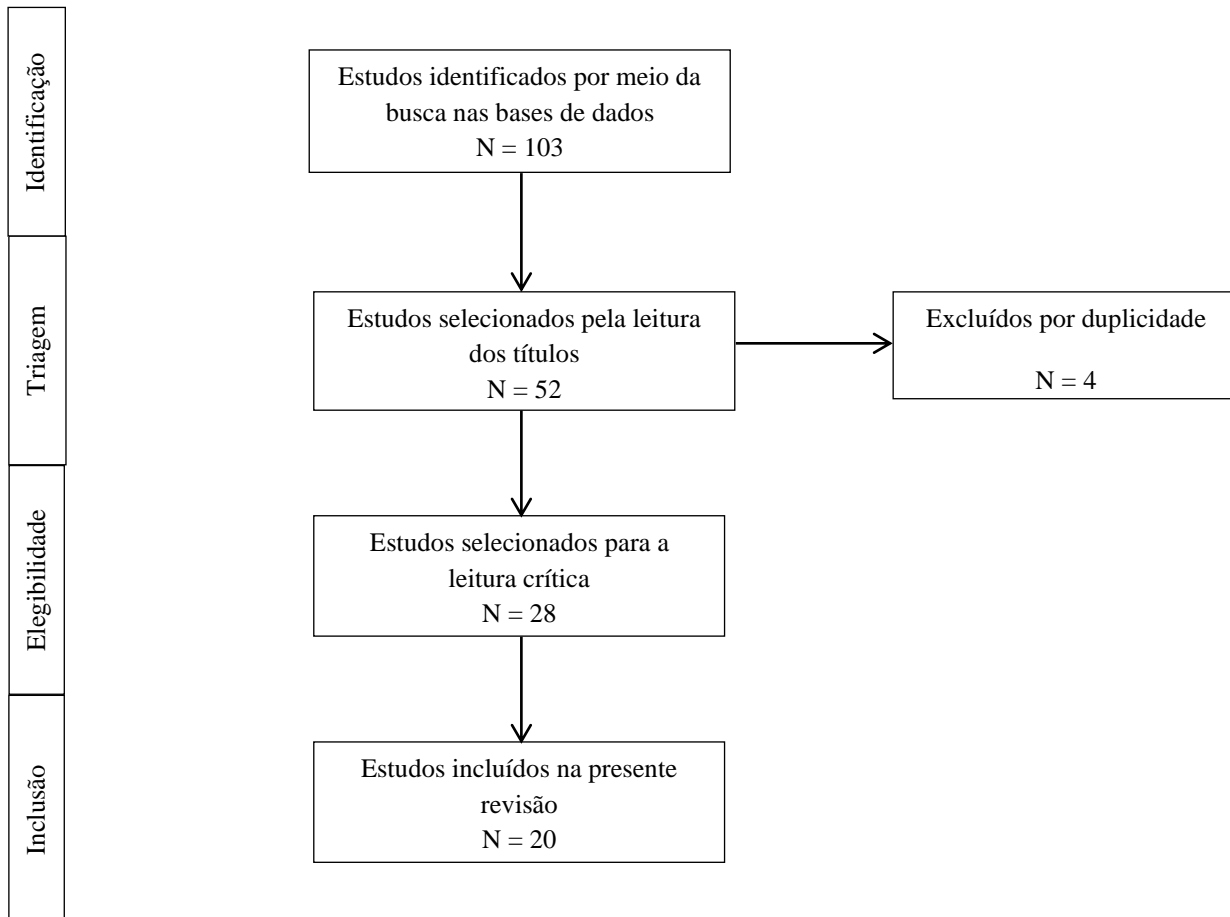 Identificação
Estudos identificados por meio da
busca nas bases de dados
N = 103
Triagem
Estudos selecionados pela leitura
dos títulos
N = 52
Excluídos por duplicidade
N = 4
Elegibilidade
Estudos selecionados para a
leitura crítica
N = 28
Inclusão
Estudos incluídos na presente
revisão
N = 20